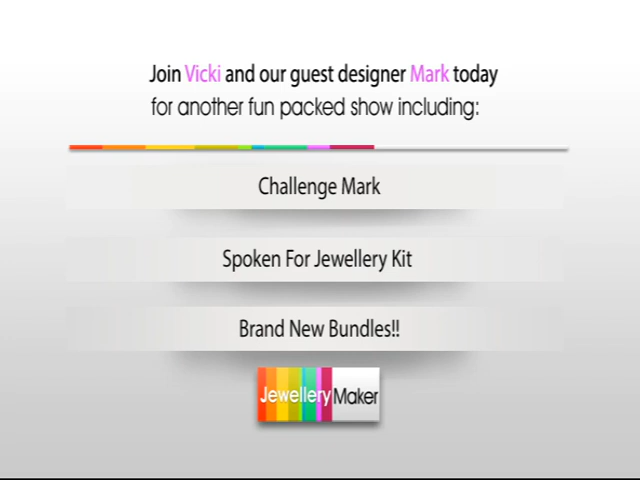 Join Vicki and our guest designer Mark today
for another fun packed show including:
Challenge Mark
Spoken For Jewellery Kit
Brand New Bundles!!
JewelleryMaker